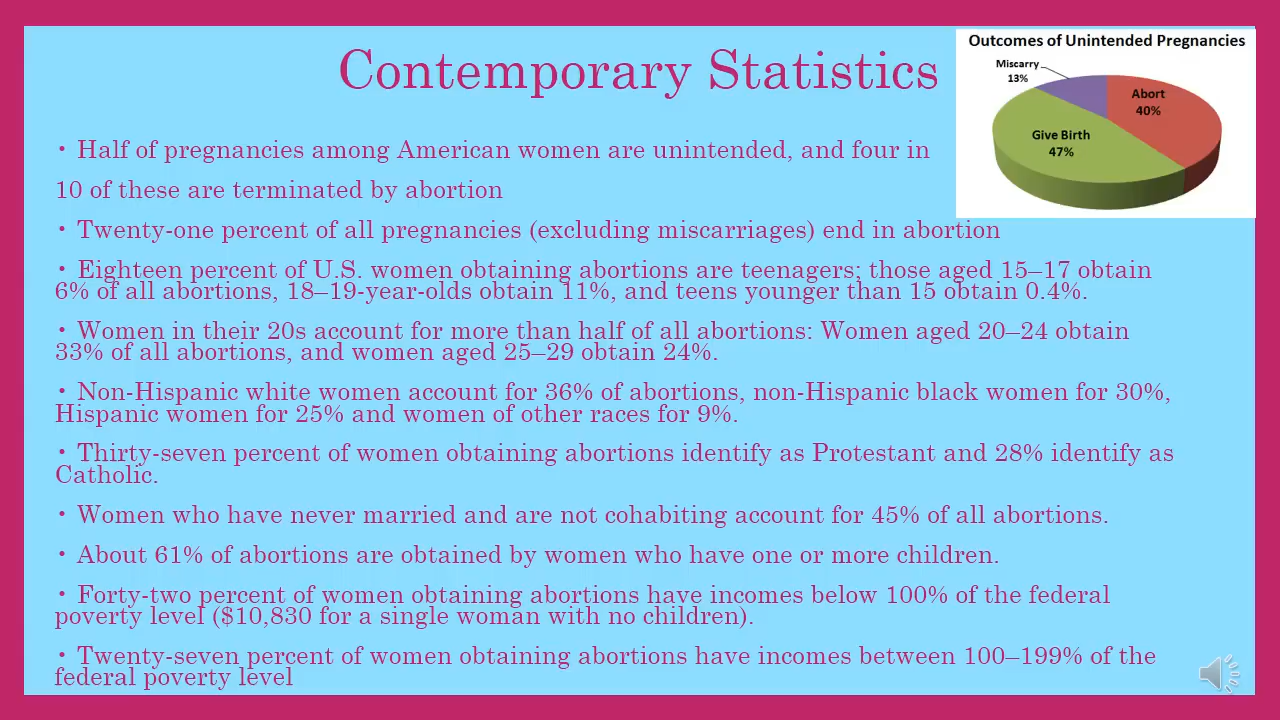 Contemporary Statistics
Outcomes of Unintended Pregnancies
Miscarry
13%
Abort
40%
Give Birth
47%
• Half of pregnancies among American women are unintended, and four in
10 of these are terminated by abortion
• Twenty-one percent of all pregnancies (excluding miscarriages) end in abortion
• Eighteen percent of U.S. women obtaining abortions are teenagers; those aged 15–17 obtain
6% of all abortions, 18–19-year-olds obtain 11%, and teens younger than 15 obtain 0.4%.
• Women in their 20s account for more than half of all abortions: Women aged 20–24 obtain
33% of all abortions, and women aged 25–29 obtain 24%.
• Non-Hispanic white women account for 36% of abortions, non-Hispanic black women for 30%,
Hispanic women for 25% and women of other races for 9%.
• Thirty-seven percent of women obtaining abortions identify as Protestant and 28% identify as
Catholic.
• Women who have never married and are not cohabiting account for 45% of all abortions.
• About 61% of abortions are obtained by women who have one or more children.
• Forty-two percent of women obtaining abortions have incomes below 100% of the federal
poverty level ($10,830 for a single woman with no children).
• Twenty-seven percent of women obtaining abortions have incomes between 100–199% of the
federal poverty level